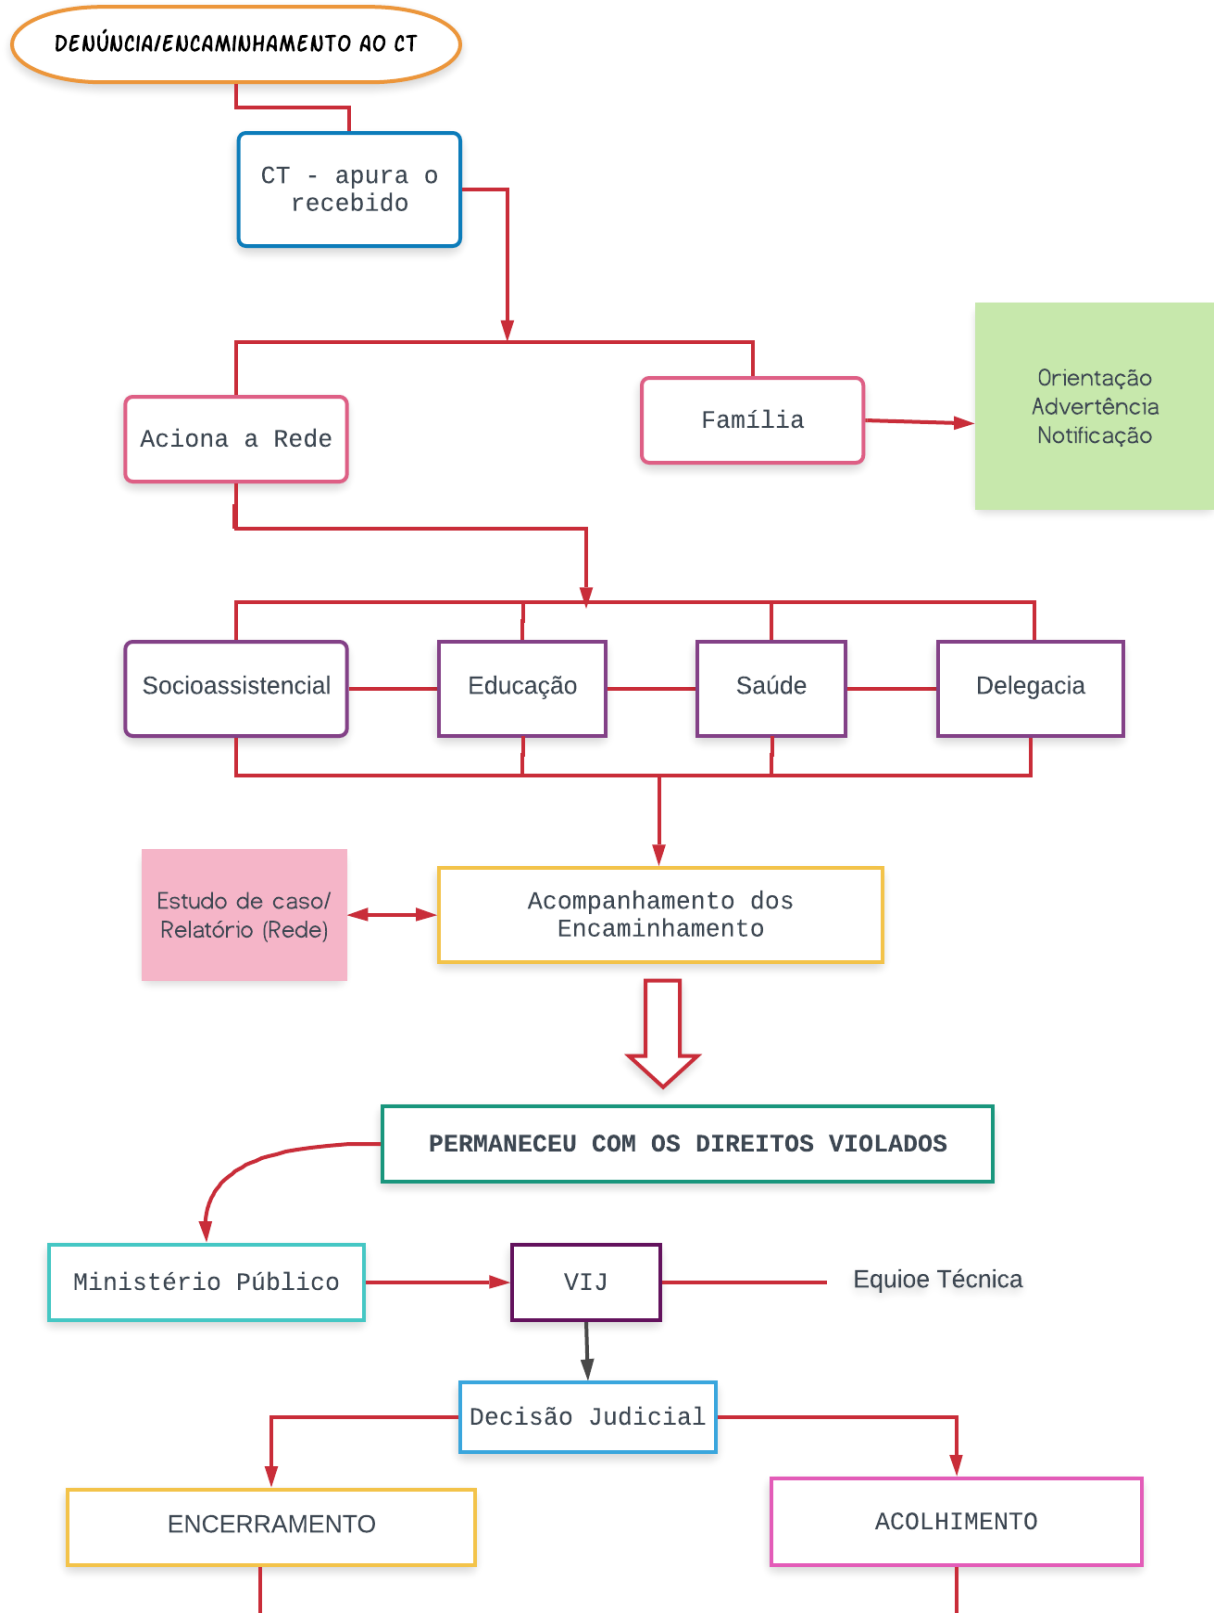 DENÚNCIA/ENCAMINHAMENTO AO CT
CT - apura o
recebido
Aciona a Rede
Família
Orientação
Advertência
Notificação
Socioassistencial
Educação
Saúde
Delegacia
Estudo de caso/
Relatório (Rede)
Acompanhamento dos
Encaminhamento
PERMANECEU COM OS DIREITOS VIOLADOS
Ministério Público
VIJ
Equioe Técnica
Decisão Judicial
ENCERRAMENTO
ACOLHIMENTO